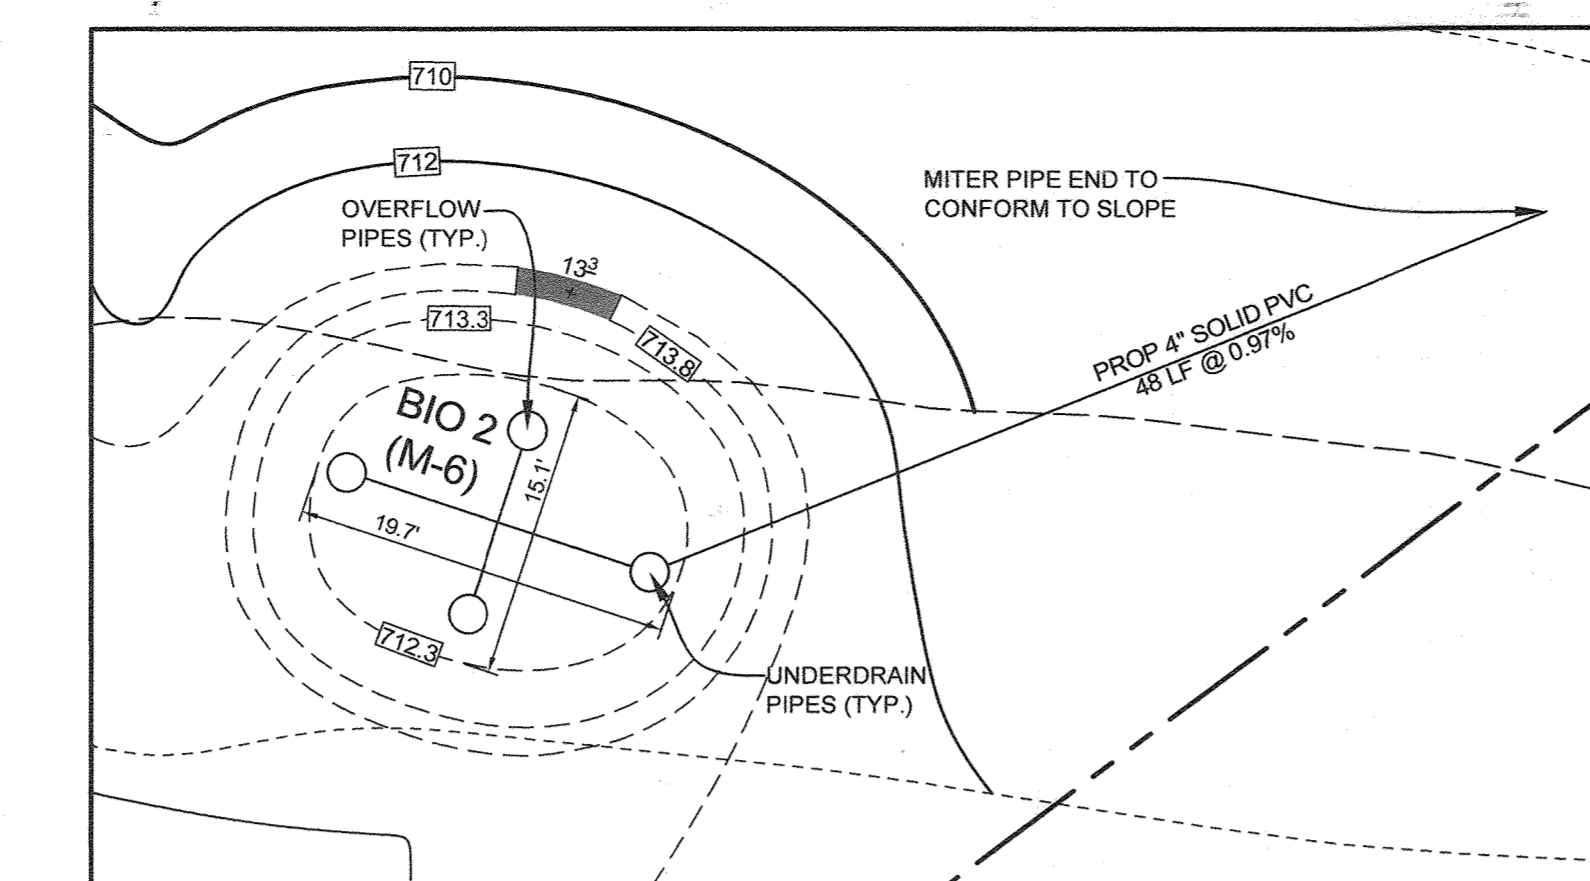 710
712
MITER PIPE END TO
CONFORM TO SLOPE
OVERFLOW
PIPES (TYP.)
13³
713.3
713.8
PROP 4" SOLID PVC
48 LF @ 0.97%
BIO 2
(M-6)
15.1'
19.7'
712.3
UNDERDRAIN
PIPES (TYP.)